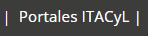 | Portales ITACyL |